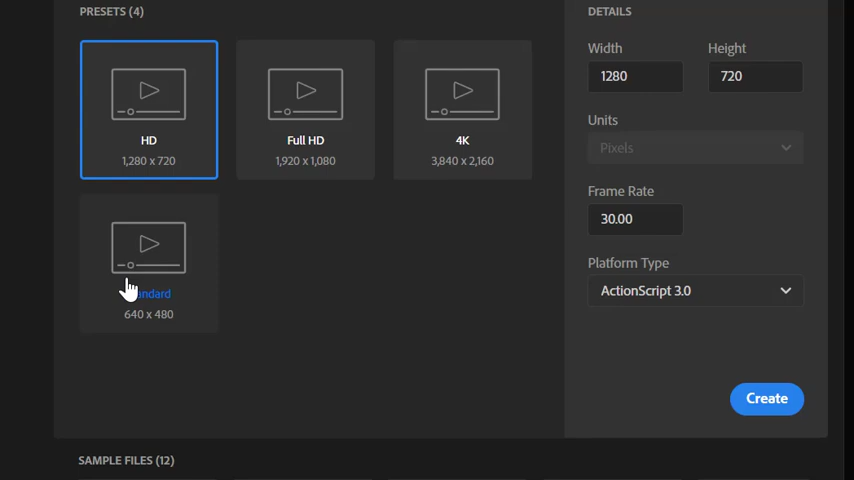 PRESETS (4)
HD
1,280 x 720
Full HD
1,920 x 1,080
4K
3,840 x 2,160
ndard
640 x 480
DETAILS
Width
Height
1280
720
Units
Pixels
Frame Rate
30.00
Platform Type
ActionScript 3.0
Create
SAMPLE FILES (12)